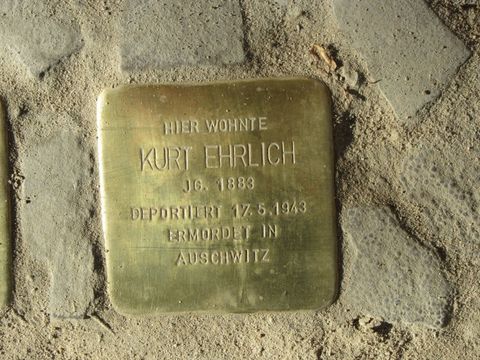 HIER WOHNTE
KURT EHRLICH
JG. 1883
DEPORTIERT 17.5.1943
ERMORDET IN
AUSCHWITZ